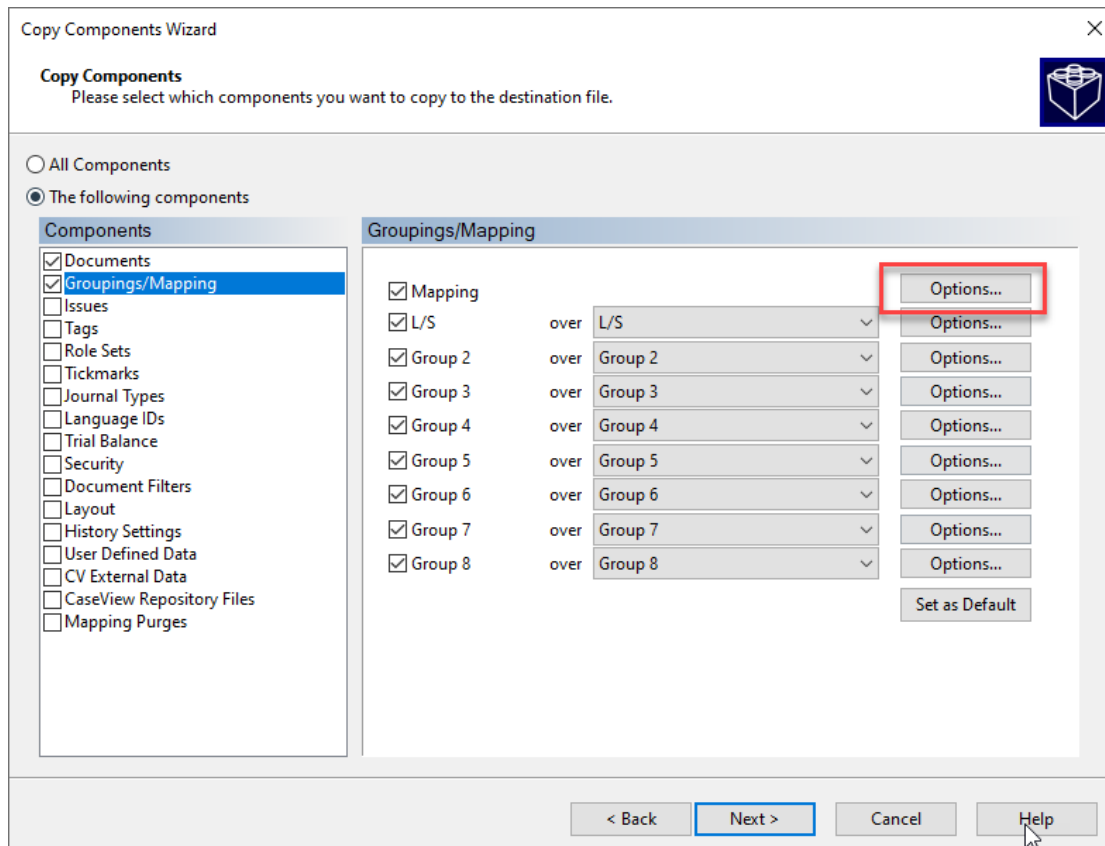 Copy Components Wizard
Copy Components
Please select which components you want to copy to the destination file.
All Components
The following components
Components
Documents
Groupings/Mapping
Issues
Tags
Role Sets
Tickmarks
Journal Types
Language IDs
Trial Balance
Security
Document Filters
Layout
History Settings
User Defined Data
CV External Data
CaseView Repository Files
Mapping Purges
Groupings/Mapping
Mapping Options...
L/S over L/S Options...
Group 2 over Group 2 Options...
Group 3 over Group 3 Options...
Group 4 over Group 4 Options...
Group 5 over Group 5 Options...
Group 6 over Group 6 Options...
Group 7 over Group 7 Options...
Group 8 over Group 8 Options...
Set as Default
< Back Next > Cancel Help